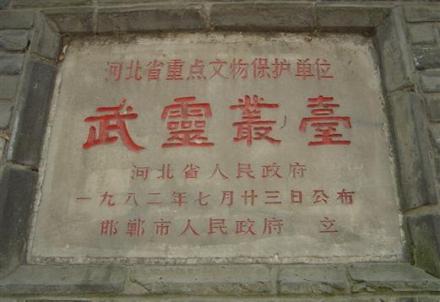 河北省重点文物保护单位
武靈叢臺
河北省人民政府
一九八二年七月廿三日公布
邯郸市人民政府 立